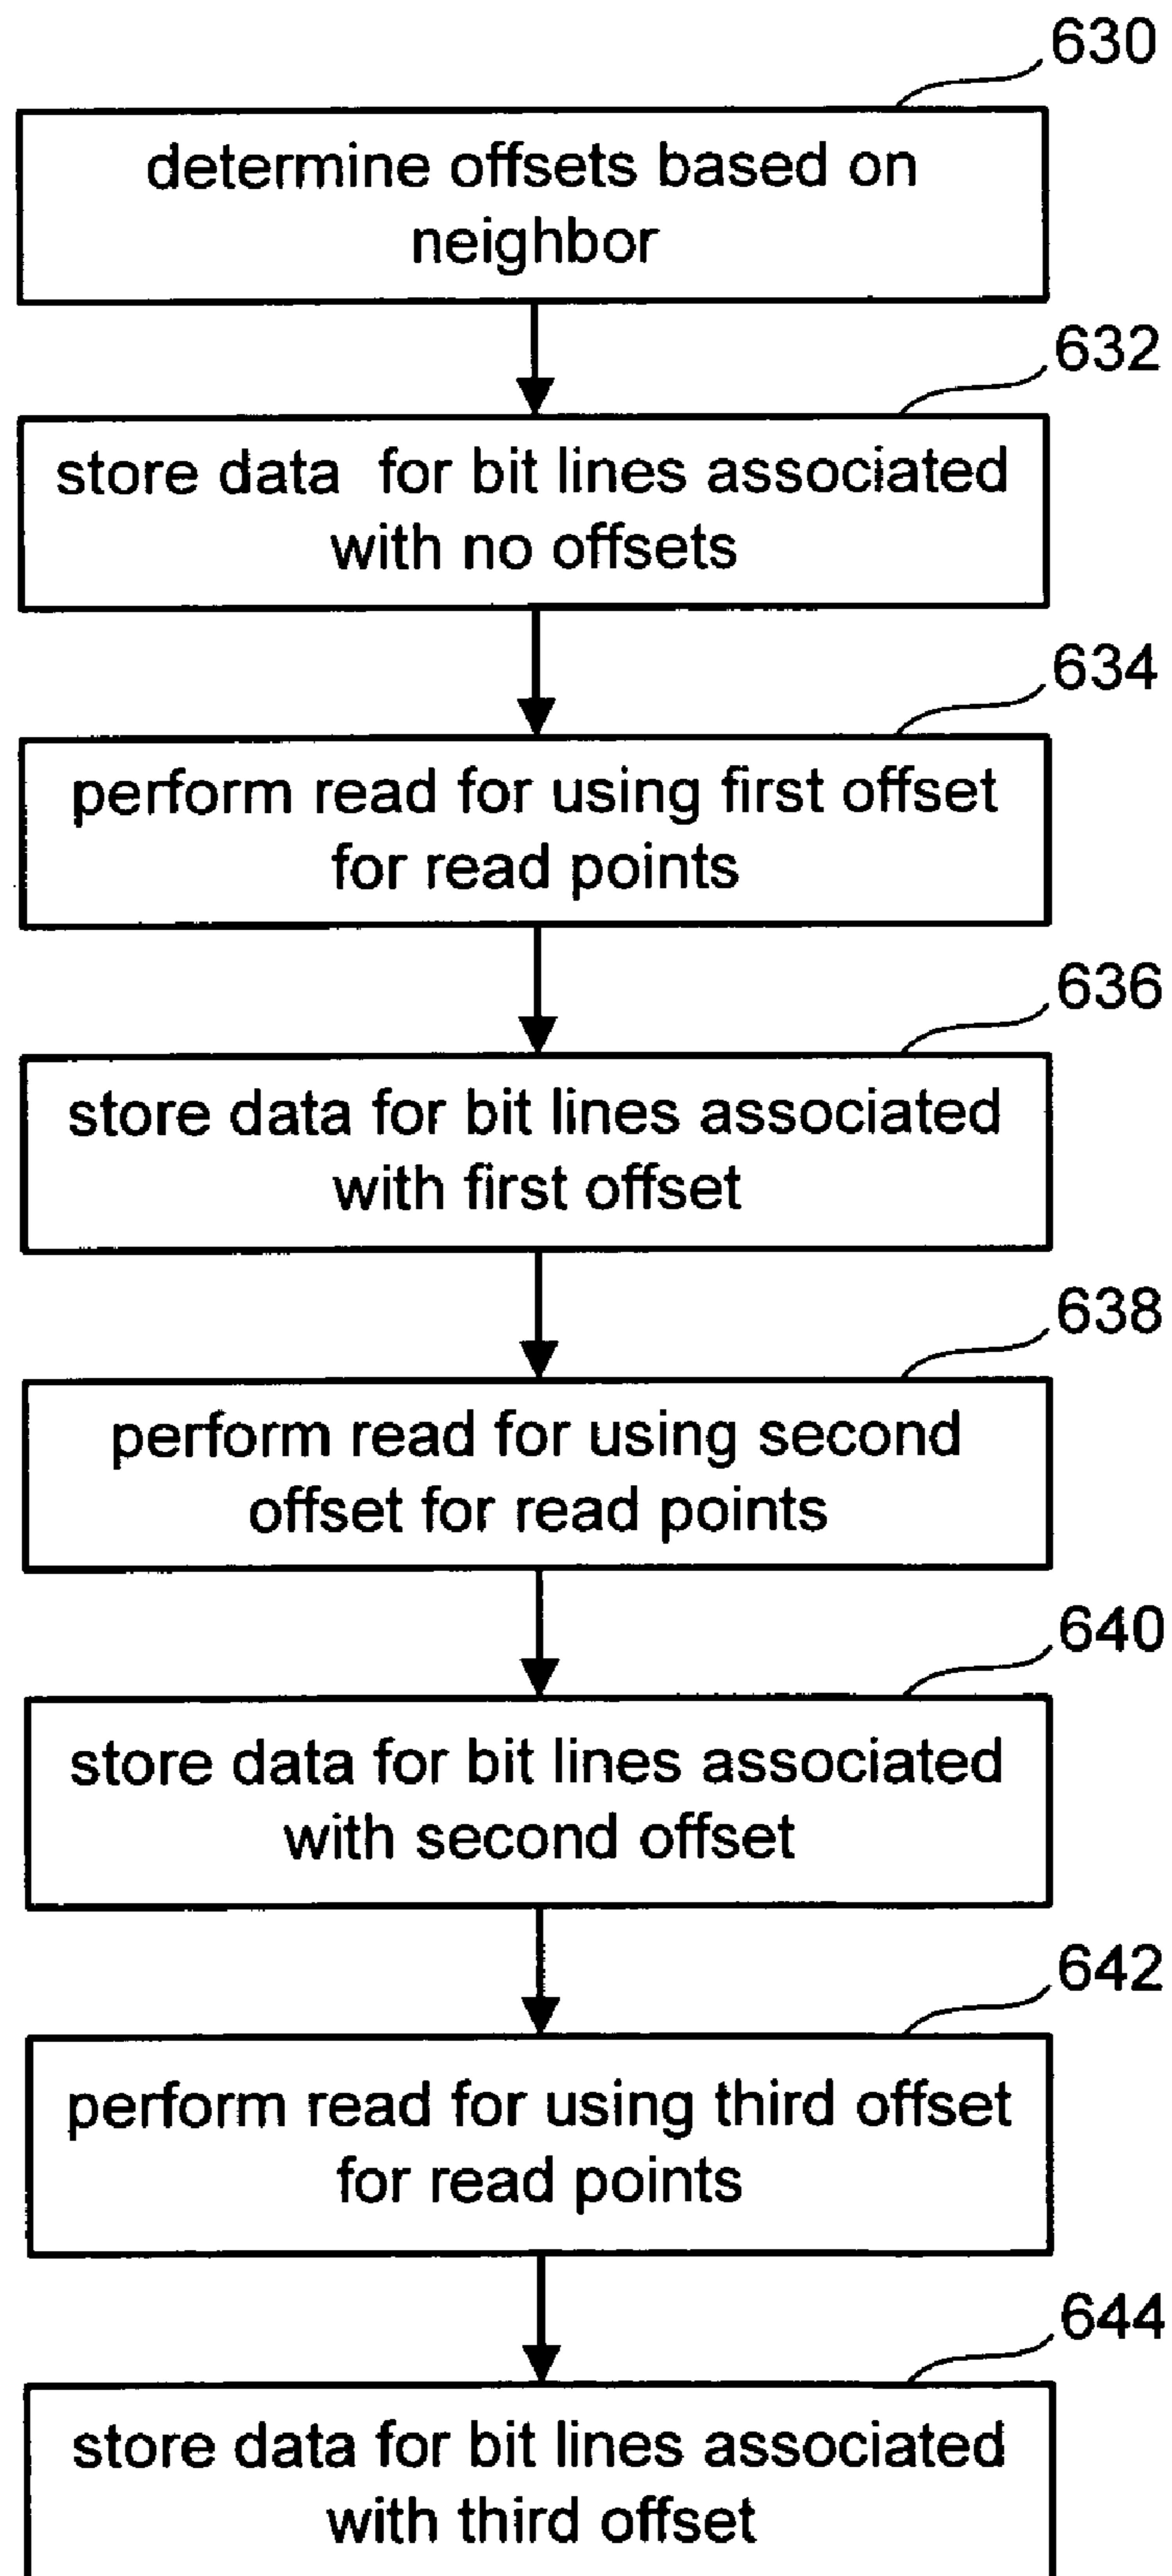 630
determine offsets based on
neighbor
632
store data for bit lines associated
with no offsets
634
perform read for using first offset
for read points
636
store data for bit lines associated
with first offset
638
perform read for using second
offset for read points
640
store data for bit lines associated
with second offset
642
perform read for using third offset
for read points
644
store data for bit lines associated
with third offset